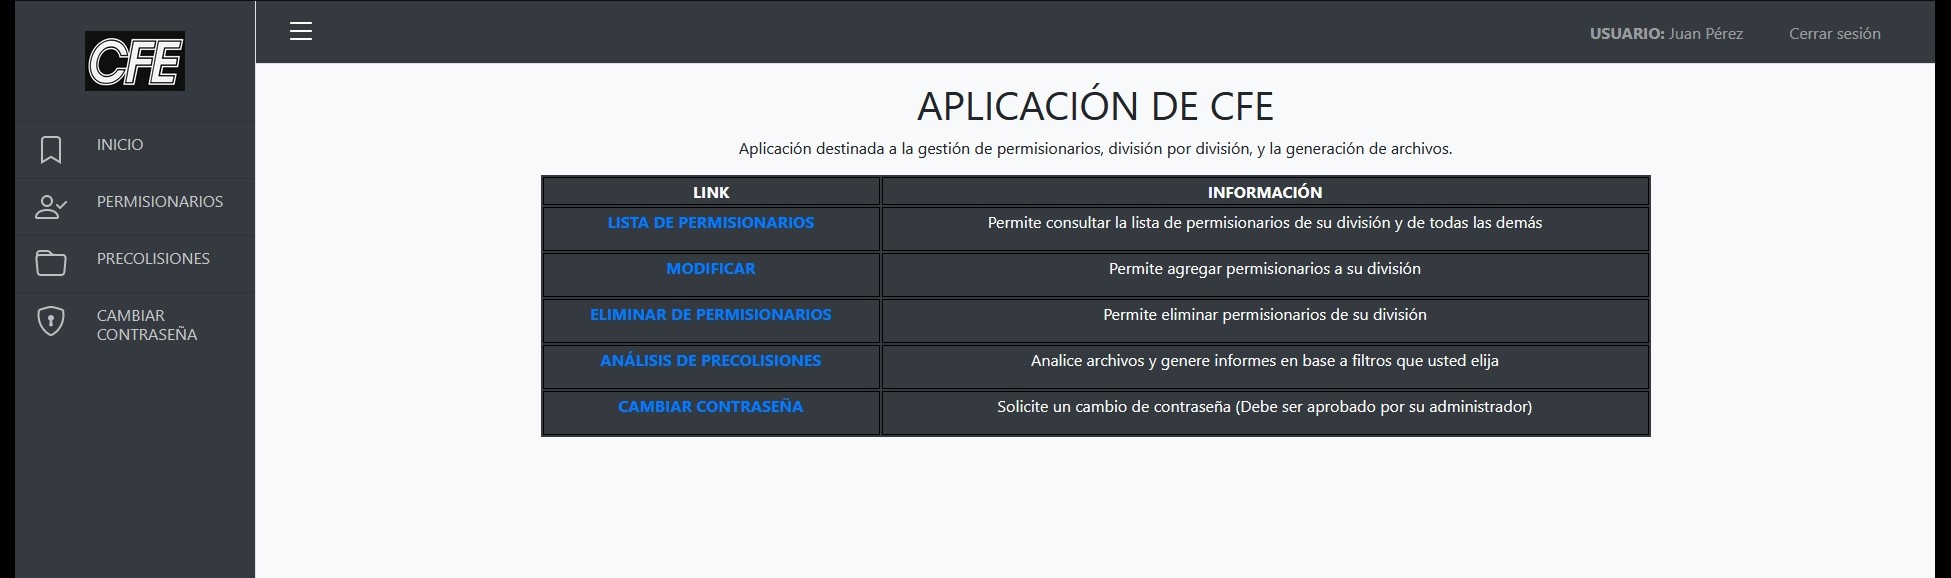 CFE
USUARIO: Juan Pérez
Cerrar sesión
INICIO
PERMISIONARIOS
PRECOLISIONES
CAMBIAR
CONTRASEÑA
APLICACIÓN DE CFE
Aplicación destinada a la gestión de permisionarios, división por división, y la generación de archivos.
LINK INFORMACIÓN
LISTA DE PERMISIONARIOS Permite consultar la lista de permisionarios de su división y de todas las demás
MODIFICAR Permite agregar permisionarios a su división
ELIMINAR DE PERMISIONARIOS Permite eliminar permisionarios de su división
ANÁLISIS DE PRECOLISIONES Analice archivos y genere informes en base a filtros que usted elija
CAMBIAR CONTRASEÑA Solicite un cambio de contraseña (Debe ser aprobado por su administrador)